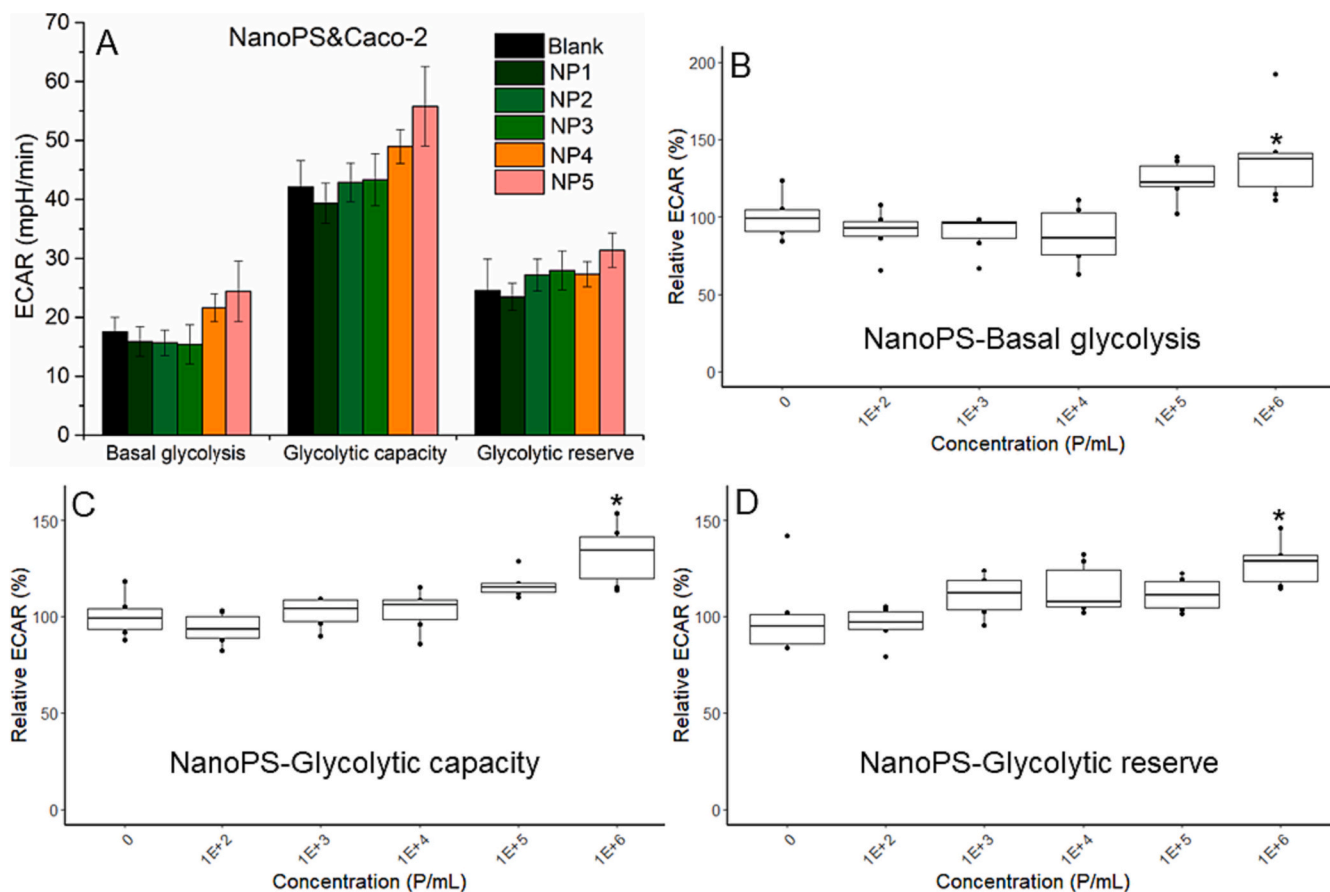 A
NanoPS&Caco-2
Blank
NP1
NP2
NP3
NP4
NP5
ECAR (mpH/min)
70
60
50
40
30
20
10
0
Basal glycolysis Glycolytic capacity Glycolytic reserve
B
Relative ECAR (%)
200
150
100
50
0
*
NanoPS-Basal glycolysis
0 1E+2 1E+3 1E+4 1E+5 1E+6
Concentration (P/mL)
C
Relative ECAR (%)
150
100
50
0
*
NanoPS-Glycolytic capacity
0 1E+2 1E+3 1E+4 1E+5 1E+6
Concentration (P/mL)
D
Relative ECAR (%)
150
100
50
0
*
NanoPS-Glycolytic reserve
0 1E+2 1E+3 1E+4 1E+5 1E+6
Concentration (P/mL)